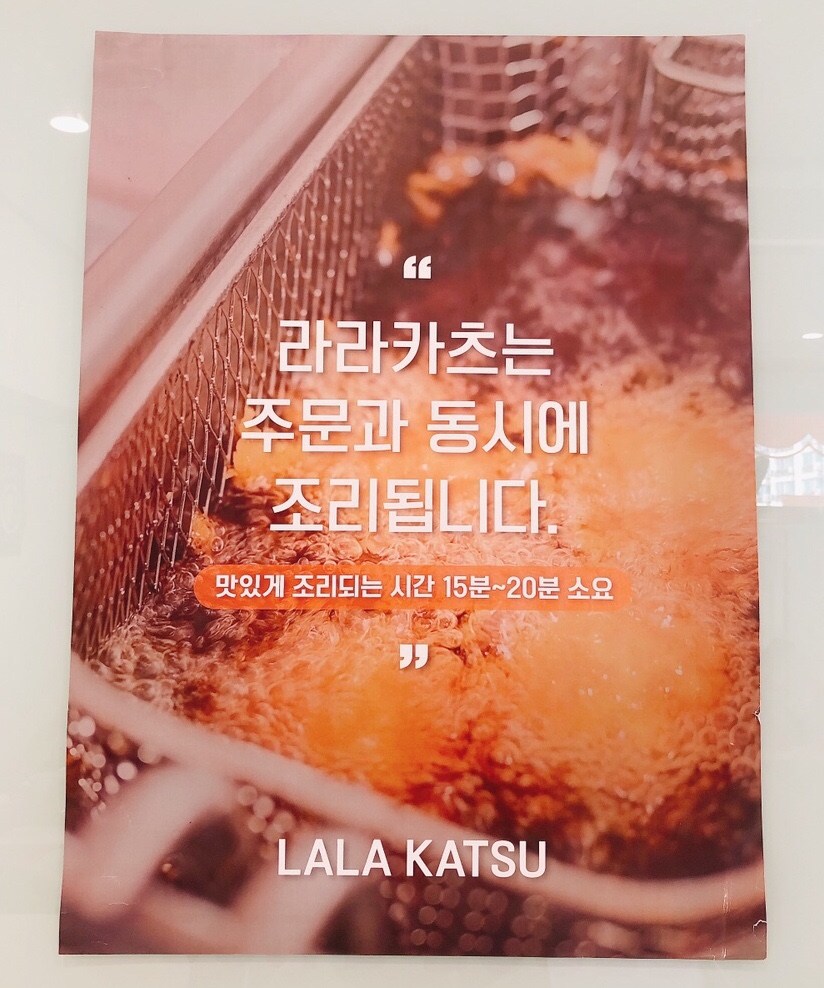 “
라라카츠는
주문과 동시에
조리됩니다.
맛있게 조리되는 시간 15분~20분 소요
”
LALA KATSU